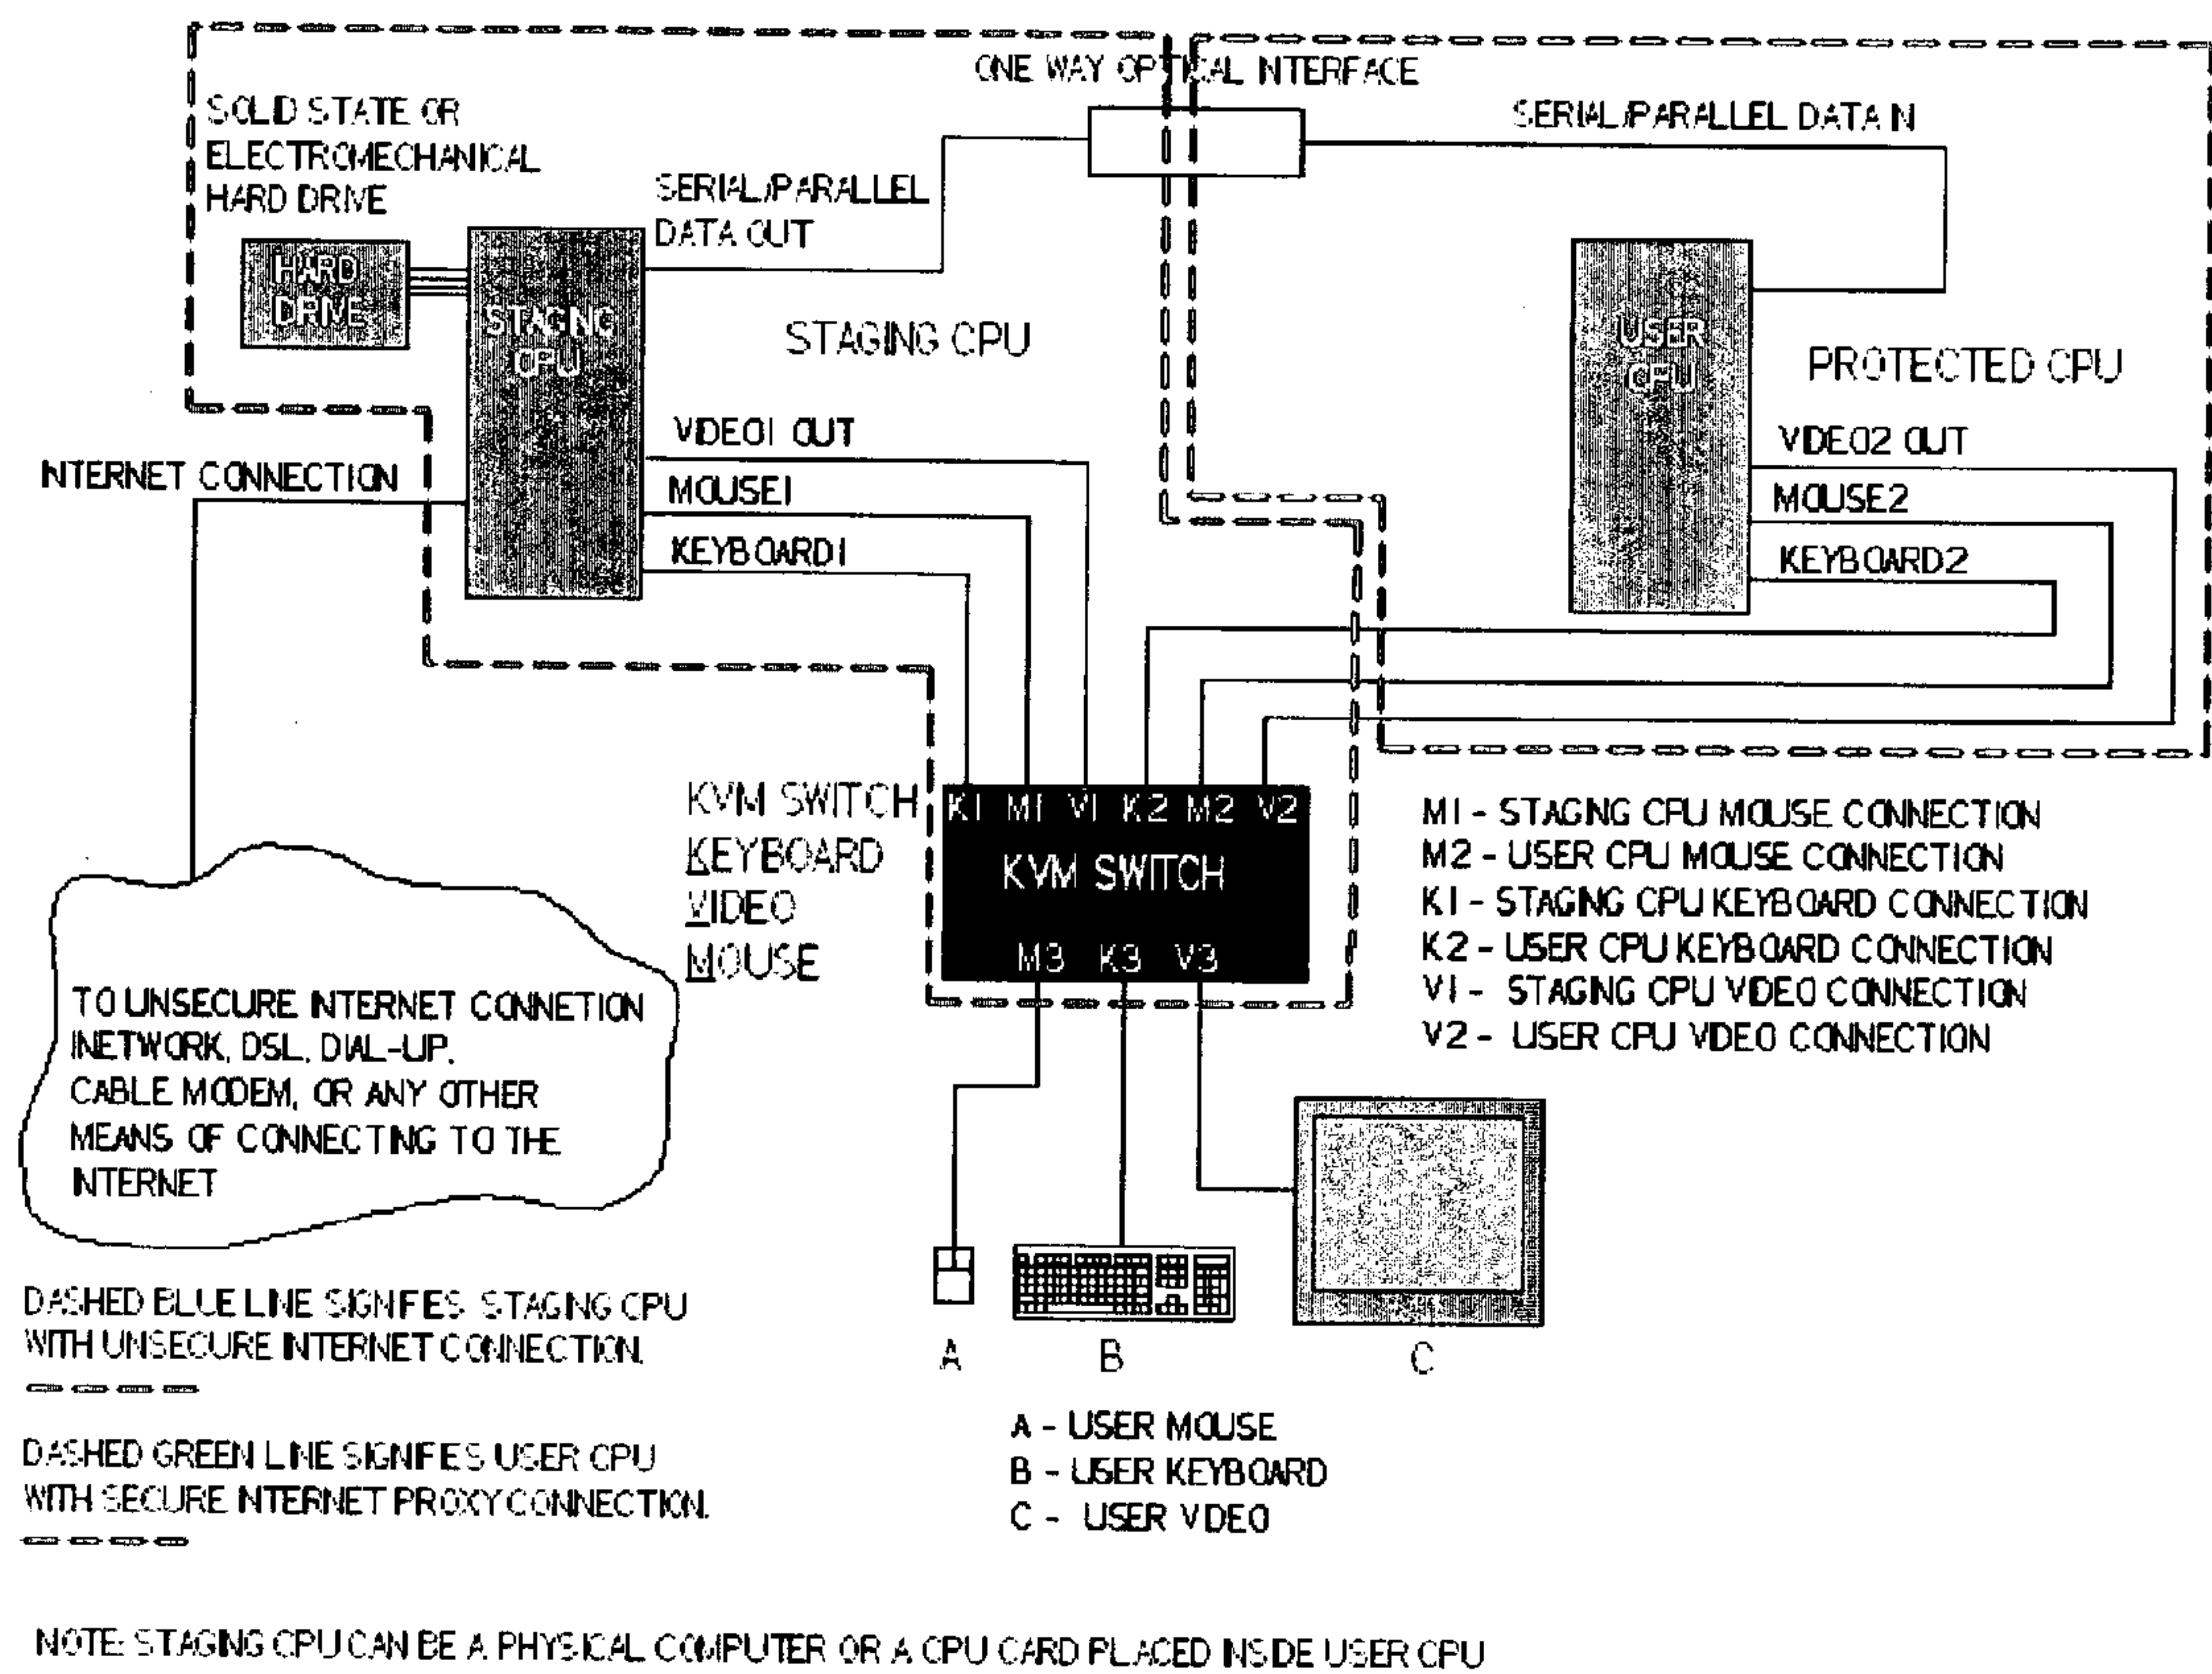 ONE WAY OPTICAL INTERFACE
SOLID STATE OR
ELECTROMECHANICAL
HARD DRIVE
SERIAL/PARALLEL
DATA OUT
SERIAL/PARALLEL DATA IN
HARD
DRIVE
STAGING
CPU
STAGING CPU
USER
CPU
PROTECTED CPU
VIDEO1 OUT
MOUSE1
KEYBOARD1
VIDEO2 OUT
MOUSE2
KEYBOARD2
INTERNET CONNECTION
KVM SWITCH
KEYBOARD
VIDEO
MOUSE
K1 M1 V1 K2 M2 V2
KVM SWITCH
M3 K3 V3
M1 - STAGING CPU MOUSE CONNECTION
M2 - USER CPU MOUSE CONNECTION
K1 - STAGING CPU KEYBOARD CONNECTION
K2 - USER CPU KEYBOARD CONNECTION
V1 - STAGING CPU VIDEO CONNECTION
V2 - USER CPU VIDEO CONNECTION
TO UNSECURE INTERNET CONNETION
INETWORK, DSL, DIAL-UP,
CABLE MODEM, OR ANY OTHER
MEANS OF CONNECTING TO THE
INTERNET
A
B
C
A - USER MOUSE
B - USER KEYBOARD
C - USER VIDEO
DASHED BLUE LINE SIGNIFIES STAGING CPU
WITH UNSECURE INTERNET CONNECTION.
DASHED GREEN LINE SIGNIFIES USER CPU
WITH SECURE INTERNET PROXY CONNECTION.
NOTE: STAGING CPU CAN BE A PHYSICAL COMPUTER OR A CPU CARD PLACED INSIDE USER CPU